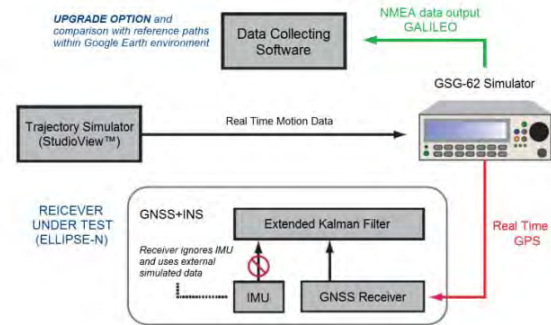 UPGRADE OPTION and
comparison with reference paths
within Google Earth environment
Data Collecting
Software
NMEA data output
GALILEO
GSG-62 Simulator
Trajectory Simulator
(StudioView™)
Real Time Motion Data
REICEVER
UNDER TEST
(ELLIPSE-N)
GNSS+INS
Extended Kalman Filter
Receiver ignores IMU
and uses external
simulated data
IMU
GNSS Receiver
Real Time
GPS